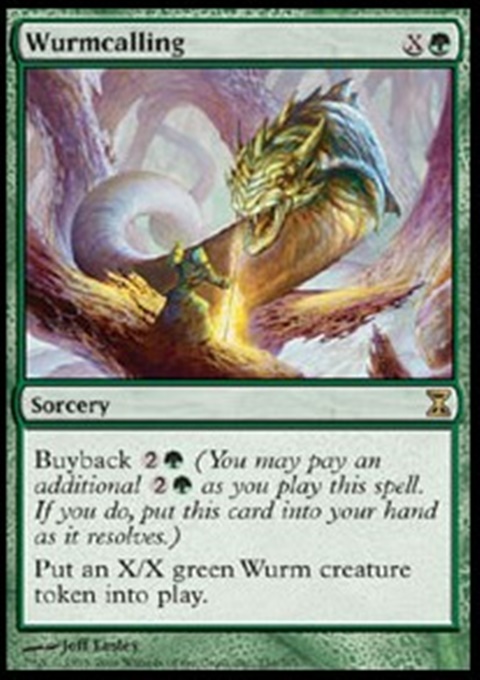 Wurmcalling X
Sorcery
Buyback 2 (You may pay an
additional 2 as you play this spell.
If you do, put this card into your hand
as it resolves.)
Put an X/X green Wurm creature
token into play.
Jeff Easley